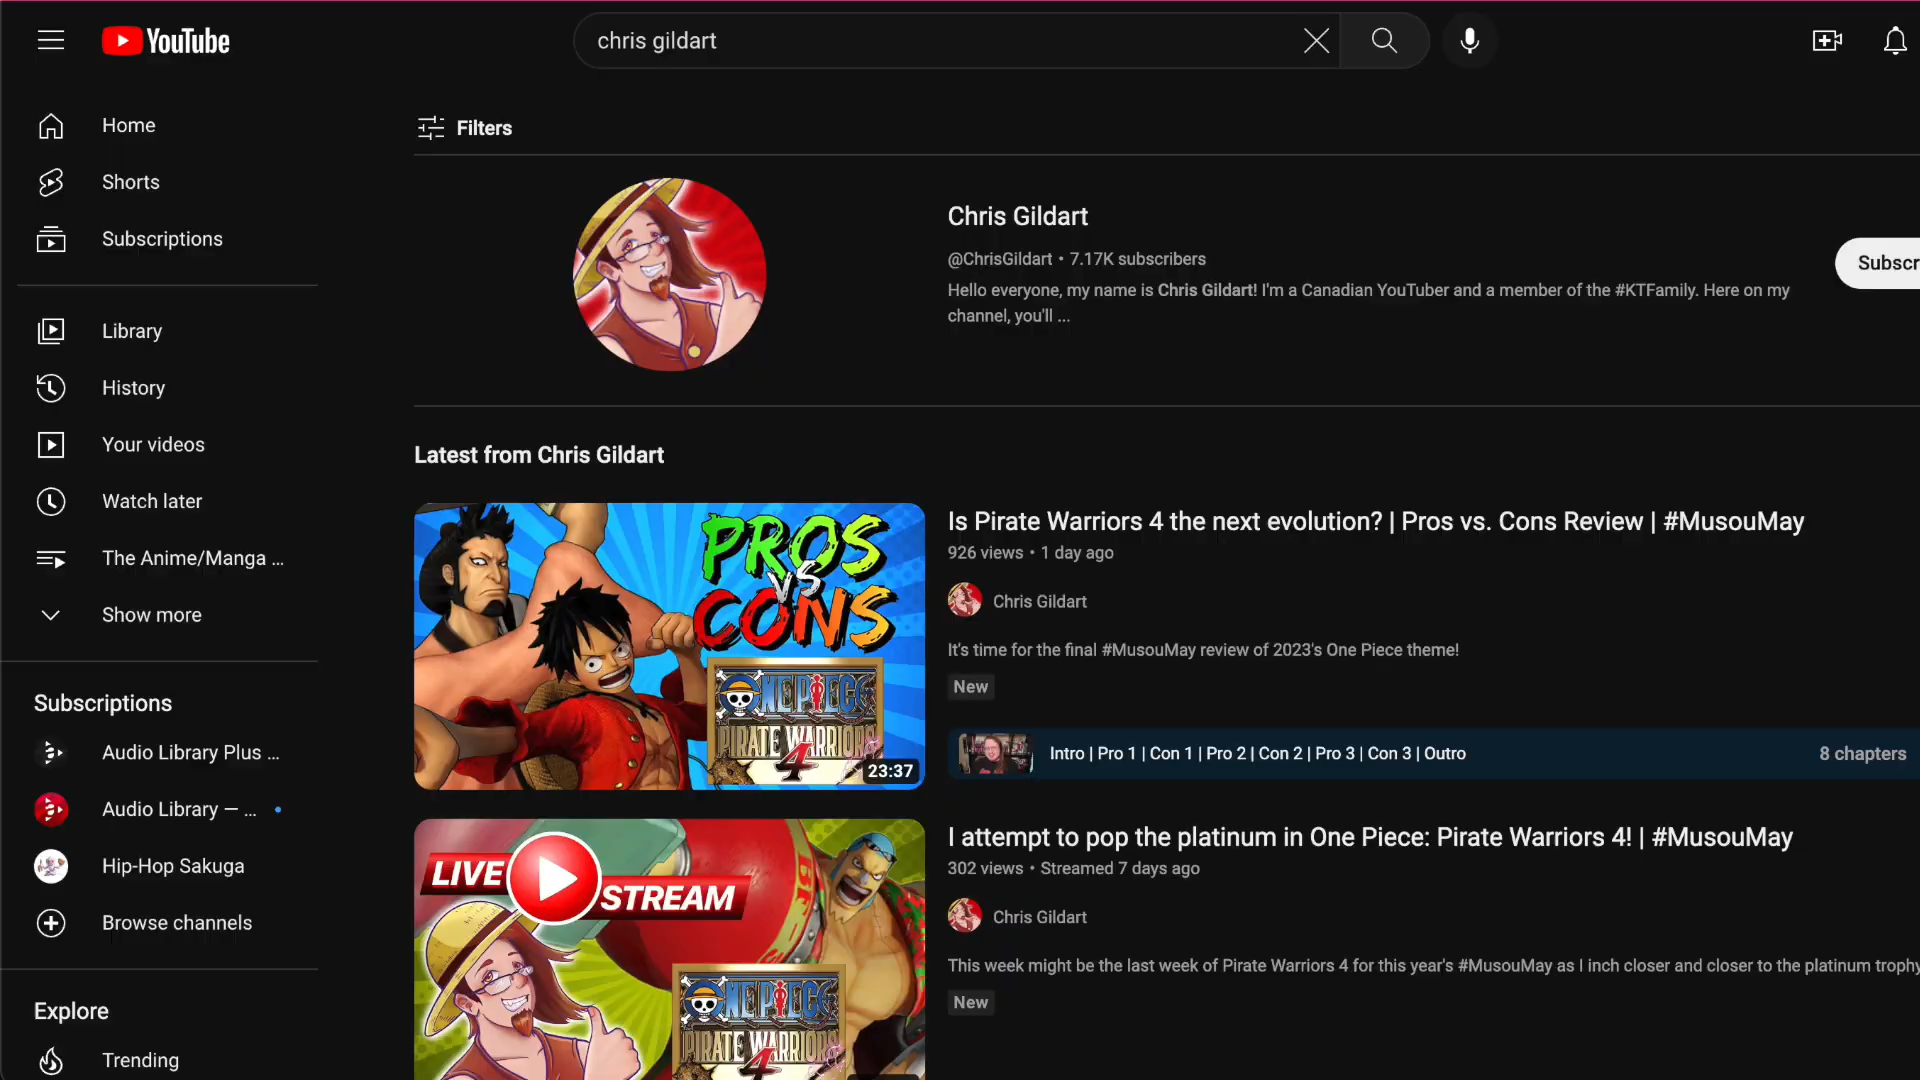 YouTube
chris gildart
Home
Shorts
Subscriptions
Library
History
Your videos
Watch later
The Anime/Manga ...
Show more
Subscriptions
Audio Library Plus ...
Audio Library — ...
Hip-Hop Sakuga
Browse channels
Explore
Trending
Filters
Chris Gildart
@ChrisGildart • 7.17K subscribers
Hello everyone, my name is Chris Gildart! I'm a Canadian YouTuber and a member of the #KTFamily. Here on my
channel, you'll ...
Subscr
Latest from Chris Gildart
PROS
VS
CONS
ONE PIECE
PIRATE WARRIORS
4
23:37
Is Pirate Warriors 4 the next evolution? | Pros vs. Cons Review | #MusouMay
926 views • 1 day ago
Chris Gildart
It's time for the final #MusouMay review of 2023's One Piece theme!
New
Intro | Pro 1 | Con 1 | Pro 2 | Con 2 | Pro 3 | Con 3 | Outro
8 chapters
LIVE
STREAM
ONE PIECE
PIRATE WARRIORS
4
I attempt to pop the platinum in One Piece: Pirate Warriors 4! | #MusouMay
302 views • Streamed 7 days ago
Chris Gildart
This week might be the last week of Pirate Warriors 4 for this year's #MusouMay as I inch closer and closer to the platinum trophy
New